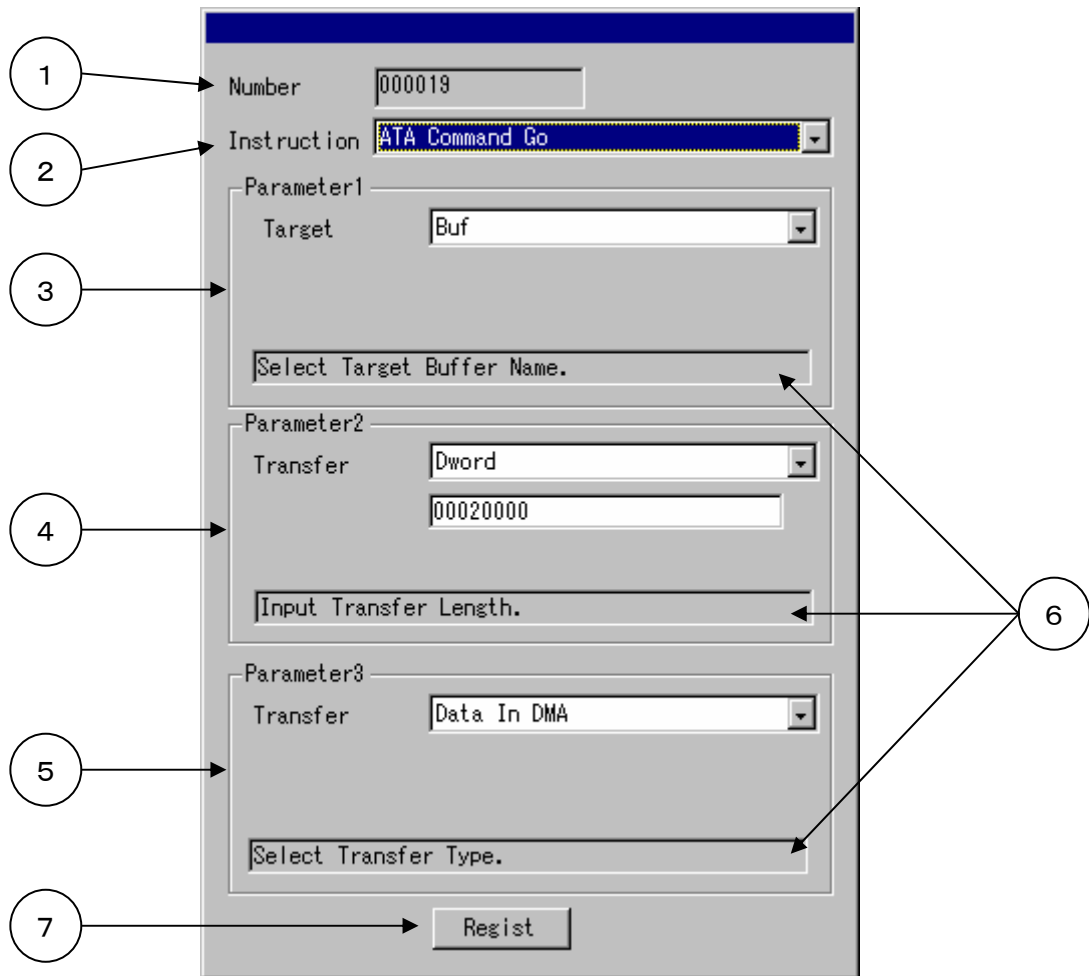 1
Number 000019
2
Instruction ATA Command Go
Parameter1
Target Buf
3
Select Target Buffer Name.
Parameter2
Transfer Dword
4
00020000
Input Transfer Length.
6
Parameter3
Transfer Data In DMA
5
Select Transfer Type.
7
Regist